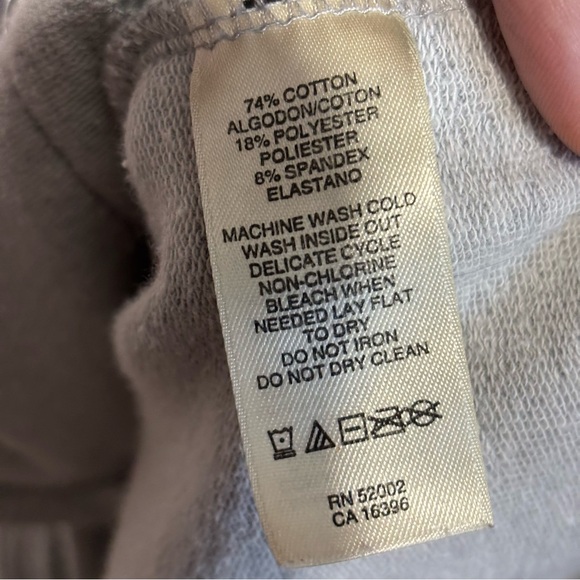 74% COTTON
ALGODON/COTON
18% POLYESTER
POLIESTER
8% SPANDEX
ELASTANO
MACHINE WASH COLD
WASH INSIDE OUT
DELICATE CYCLE
NON-CHLORINE
BLEACH WHEN
NEEDED LAY FLAT
TO DRY
DO NOT IRON
DO NOT DRY CLEAN
RN 52002
CA 16396